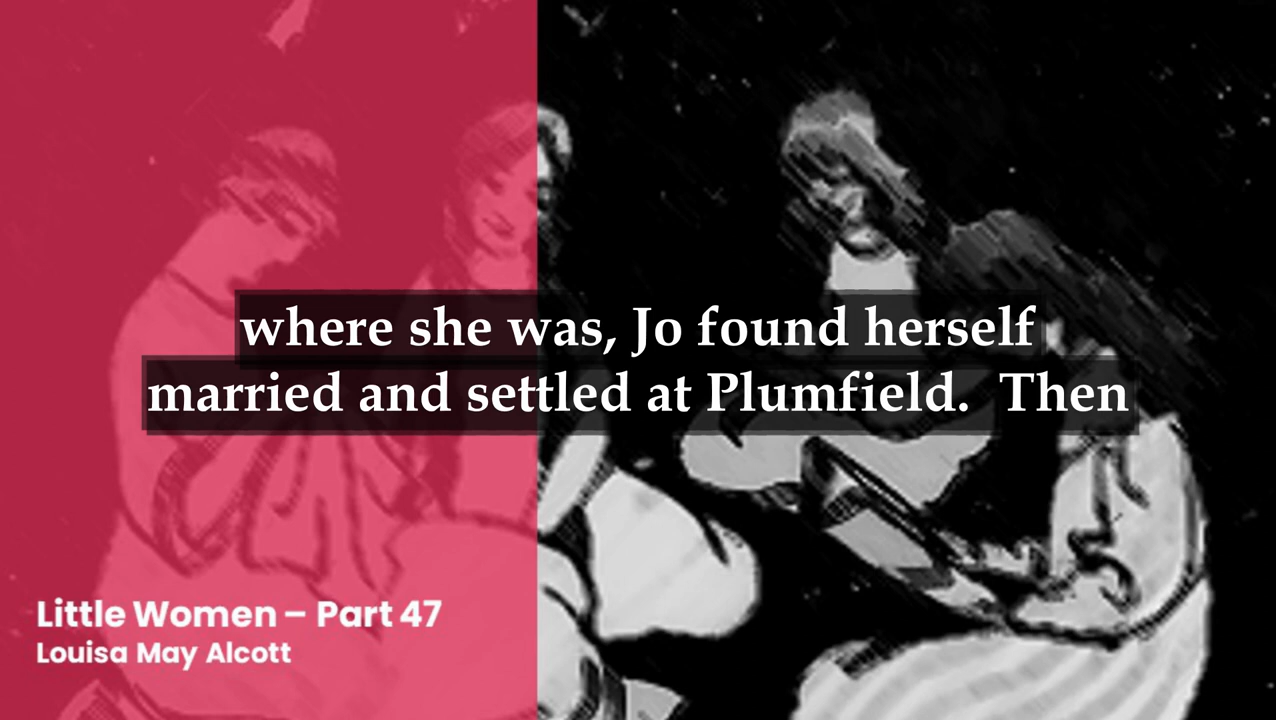 where she was, Jo found herself
married and settled at Plumfield.  Then
Little Women – Part 47
Louisa May Alcott